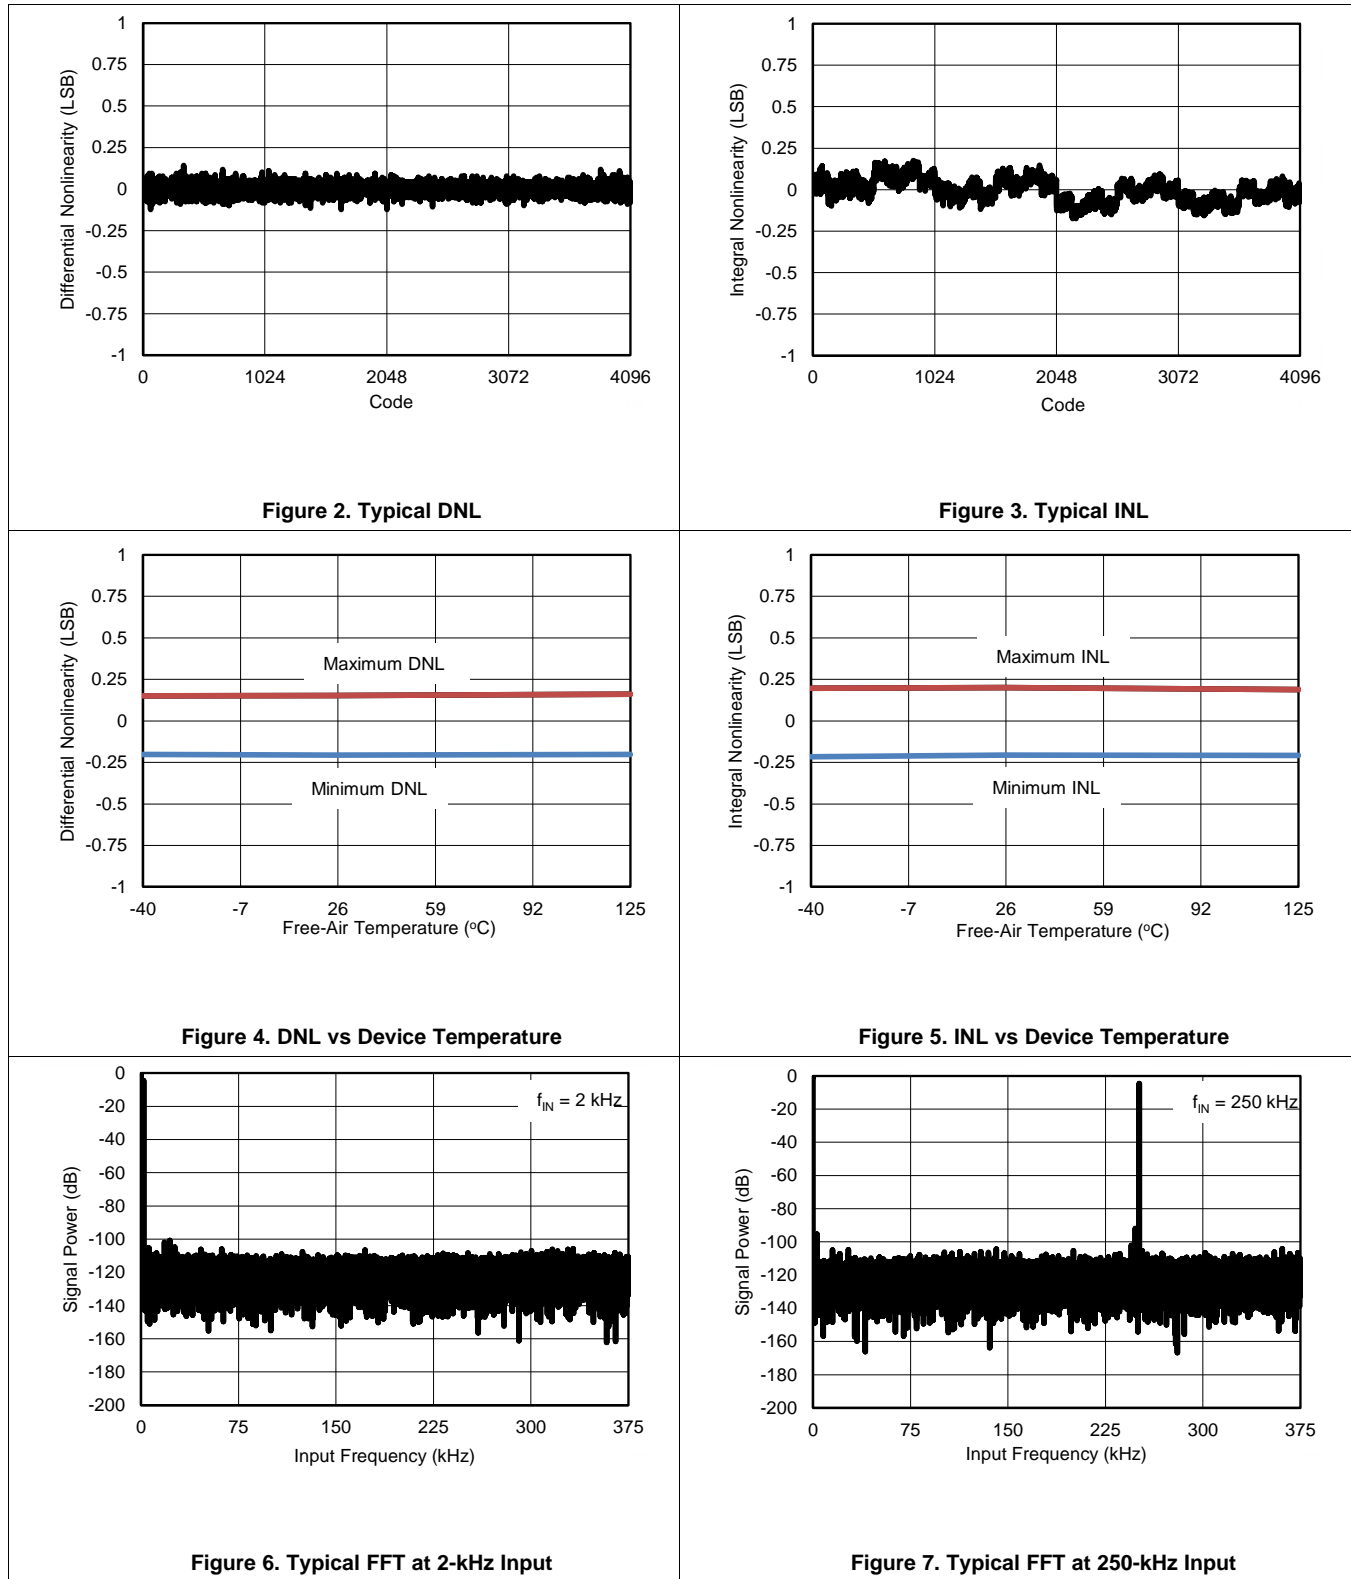 1
0.75
0.5
0.25
0
-0.25
-0.5
-0.75
-1
Differential Nonlinearity (LSB)
0 1024 2048 3072 4096
Code
Figure 2. Typical DNL
1
0.75
0.5
0.25
0
-0.25
-0.5
-0.75
-1
Integral Nonlinearity (LSB)
0 1024 2048 3072 4096
Code
Figure 3. Typical INL
1
0.75
0.5
0.25
0
-0.25
-0.5
-0.75
-1
Differential Nonlinearity (LSB)
Maximum DNL
Minimum DNL
-40 -7 26 59 92 125
Free-Air Temperature (ºC)
Figure 4. DNL vs Device Temperature
1
0.75
0.5
0.25
0
-0.25
-0.5
-0.75
-1
Integral Nonlinearity (LSB)
Maximum INL
Minimum INL
-40 -7 26 59 92 125
Free-Air Temperature (ºC)
Figure 5. INL vs Device Temperature
0
-20
-40
-60
-80
-100
-120
-140
-160
-180
-200
Signal Power (dB)
fIN = 2 kHz
0 75 150 225 300 375
Input Frequency (kHz)
Figure 6. Typical FFT at 2-kHz Input
0
-20
-40
-60
-80
-100
-120
-140
-160
-180
-200
Signal Power (dB)
fIN = 250 kHz
0 75 150 225 300 375
Input Frequency (kHz)
Figure 7. Typical FFT at 250-kHz Input